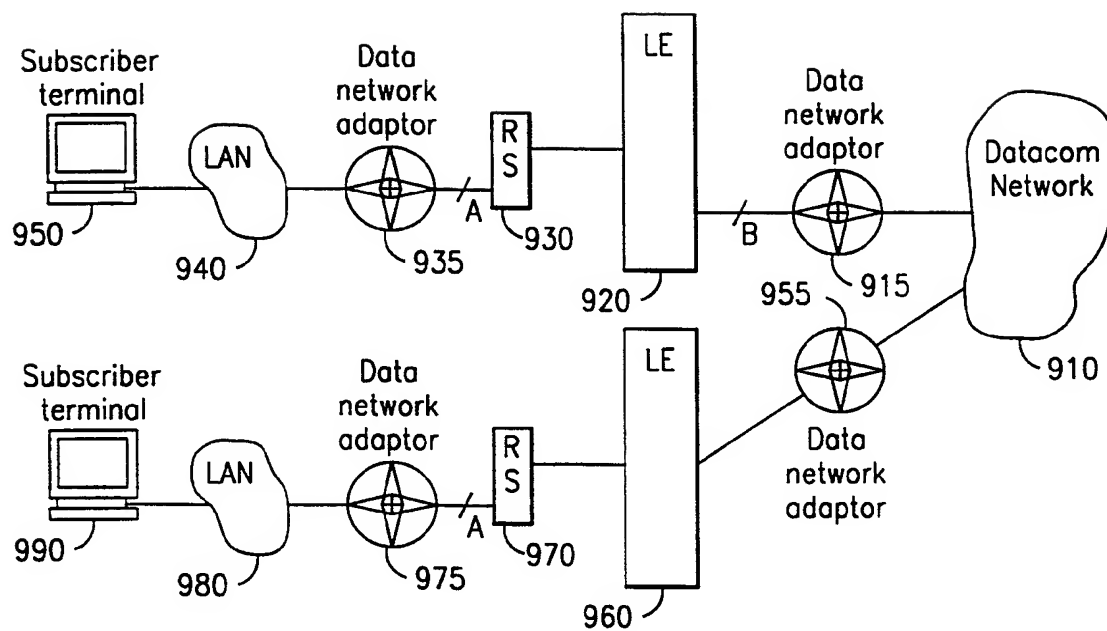 Subscriber
terminal
950
LAN
940
Data
network
adaptor
935
A
R
S
930
LE
920
B
Data
network
adaptor
915
Datacom
Network
910
955
Data
network
adaptor
Subscriber
terminal
990
LAN
980
Data
network
adaptor
975
A
R
S
970
LE
960